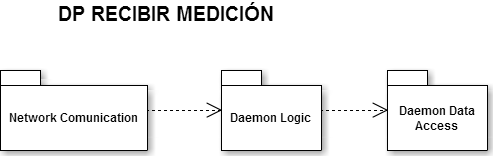 DP RECIBIR MEDICIÓN
Network Comunication
Daemon Logic
Daemon Data
Access